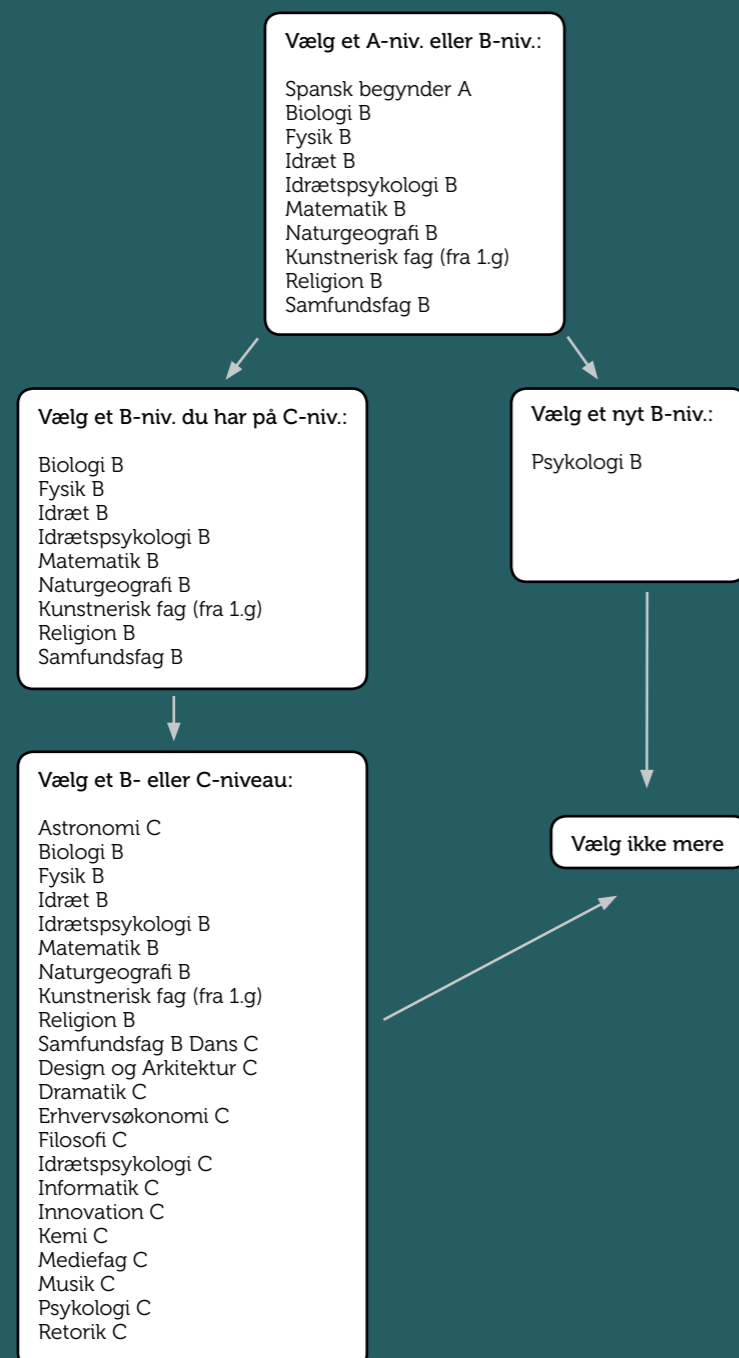 Vælg et A-niv. eller B-niv.:
Spansk begynder A
Biologi B
Fysik B
Idræt B
Idrætspsykologi B
Matematik B
Naturgeografi B
Kunstnerisk fag (fra 1.g)
Religion B
Samfundsfag B
Vælg et B-niv. du har på C-niv.:
Biologi B
Fysik B
Idræt B
Idrætspsykologi B
Matematik B
Naturgeografi B
Kunstnerisk fag (fra 1.g)
Religion B
Samfundsfag B
Vælg et nyt B-niv.:
Psykologi B
Vælg et B- eller C-niveau:
Astronomi C
Biologi B
Fysik B
Idræt B
Idrætspsykologi B
Matematik B
Naturgeografi B
Kunstnerisk fag (fra 1.g)
Religion B
Samfundsfag B Dans C
Design og Arkitektur C
Dramatik C
Erhvervsøkonomi C
Filosofi C
Idrætspsykologi C
Informatik C
Innovation C
Kemi C
Mediefag C
Musik C
Psykologi C
Retorik C
Vælg ikke mere